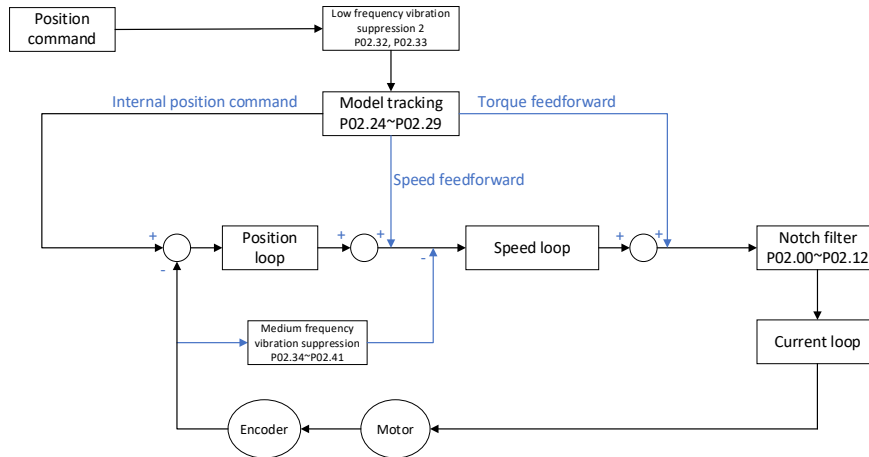 Position
command
Low frequency vibration
suppression 2
P02.32, P02.33
Internal position command
Model tracking
P02.24~P02.29
Torque feedforward
Speed feedforward
+
-
Position
loop
+
+
-
Speed loop
+
+
Notch filter
P02.00~P02.12
Medium frequency
vibration suppression
P02.34~P02.41
Current loop
Encoder
Motor